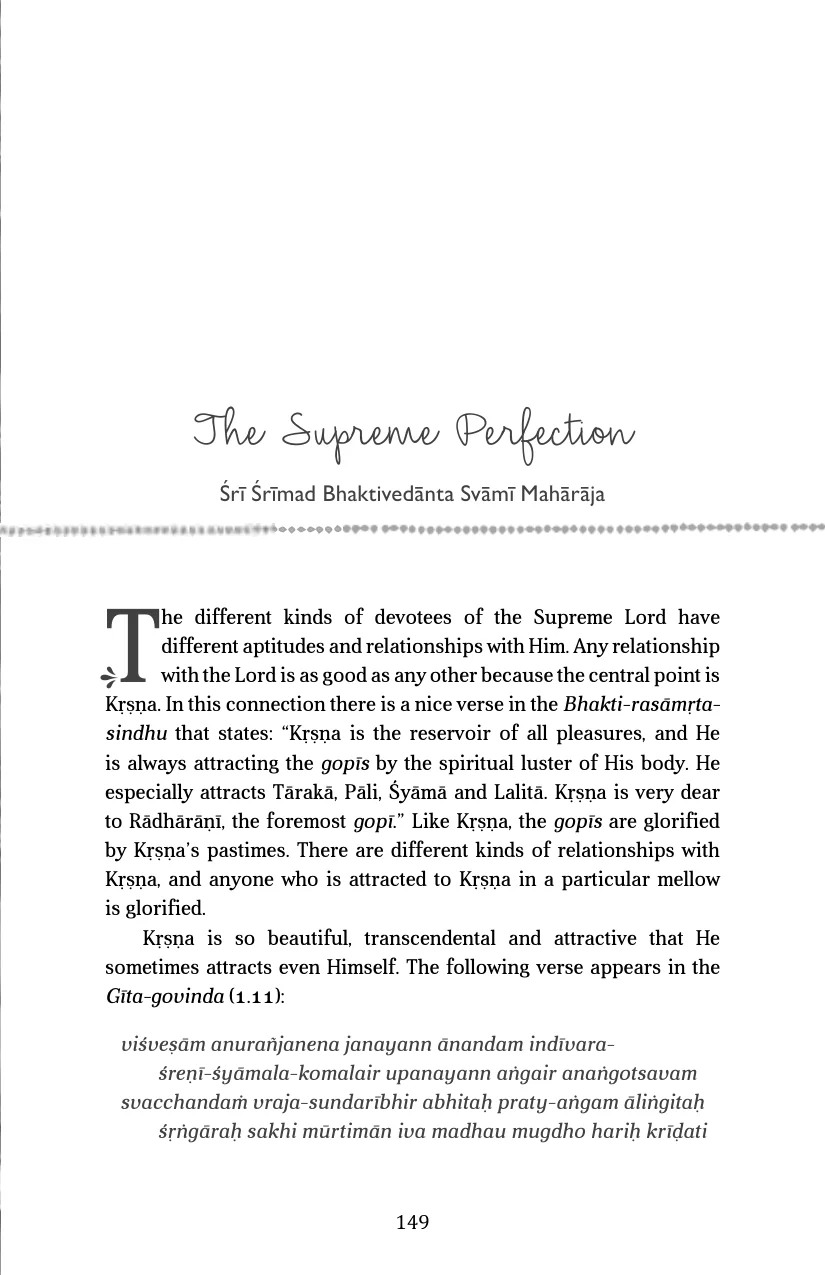 The Supreme Perfection
Śrī Śrīmad Bhaktivedānta Svāmī Mahārāja
The different kinds of devotees of the Supreme Lord have
different aptitudes and relationships with Him. Any relationship
with the Lord is as good as any other because the central point is
Kṛṣṇa. In this connection there is a nice verse in the Bhakti-rasāmṛta-
sindhu that states: “Kṛṣṇa is the reservoir of all pleasures, and He
is always attracting the gopīs by the spiritual luster of His body. He
especially attracts Tārakā, Pāli, Śyāmā and Lalitā. Kṛṣṇa is very dear
to Rādhārāṇī, the foremost gopī.” Like Kṛṣṇa, the gopīs are glorified
by Kṛṣṇa’s pastimes. There are different kinds of relationships with
Kṛṣṇa, and anyone who is attracted to Kṛṣṇa in a particular mellow
is glorified.
Kṛṣṇa is so beautiful, transcendental and attractive that He
sometimes attracts even Himself. The following verse appears in the
Gīta-govinda (1.11):
viśveṣām anurañjanena janayann ānandam indīvara-
śreṇī-śyāmala-komalair upanayann aṅgair anaṅgotsavam
svacchandaṁ vraja-sundarībhir abhitaḥ praty-aṅgam āliṅgitaḥ
śṛṅgāraḥ sakhi mūrtimān iva madhau mugdho hariḥ krīḍati
149